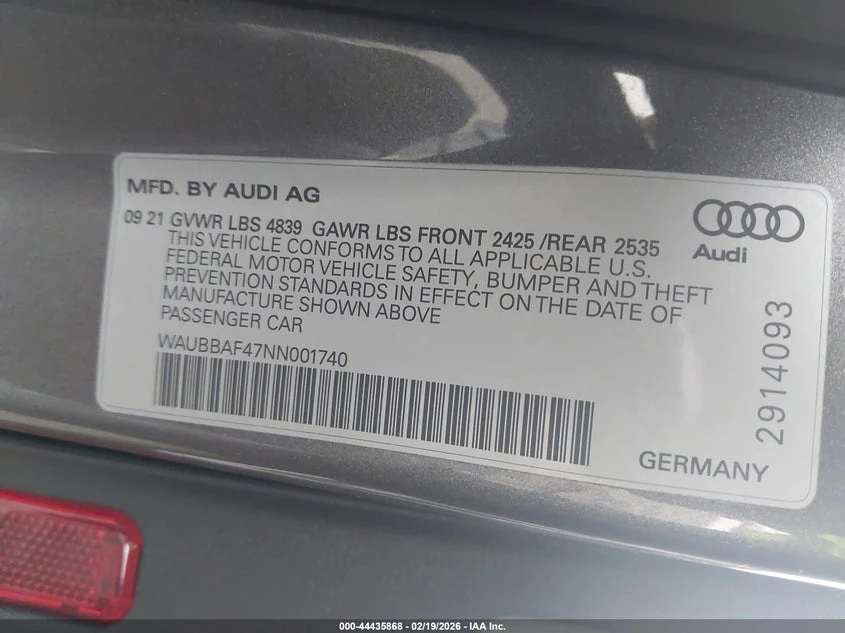 MFD. BY AUDI AG
09 21 GVWR LBS 4839 GAWR LBS FRONT 2425 /REAR 2535
THIS VEHICLE CONFORMS TO ALL APPLICABLE U.S.
FEDERAL MOTOR VEHICLE SAFETY, BUMPER AND THEFT
PREVENTION STANDARDS IN EFFECT ON THE DATE OF
MANUFACTURE SHOWN ABOVE
PASSENGER CAR
WAUBBAF47NN001740
Audi
2914093
GERMANY
000-44435868 - 02/19/2026 - IAA Inc.